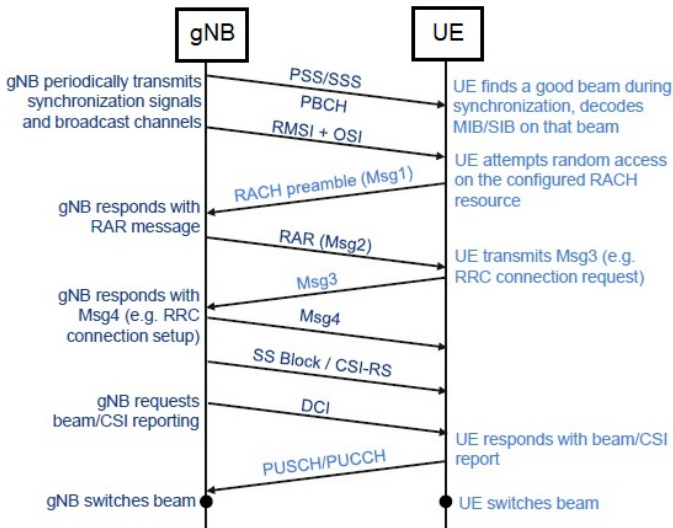 gNB
UE
PSS/SSS
gNB periodically transmits
synchronization signals
and broadcast channels
PBCH
UE finds a good beam during
synchronization, decodes
MIB/SIB on that beam
RMSI + OSI
UE attempts random access
on the configured RACH
resource
RACH preamble (Msg1)
gNB responds with
RAR message
RAR (Msg2)
UE transmits Msg3 (e.g.
RRC connection request)
Msg3
gNB responds with
Msg4 (e.g. RRC
connection setup)
Msg4
SS Block / CSI-RS
gNB requests
beam/CSI reporting
DCI
UE responds with beam/CSI
report
PUSCH/PUCCH
gNB switches beam
UE switches beam